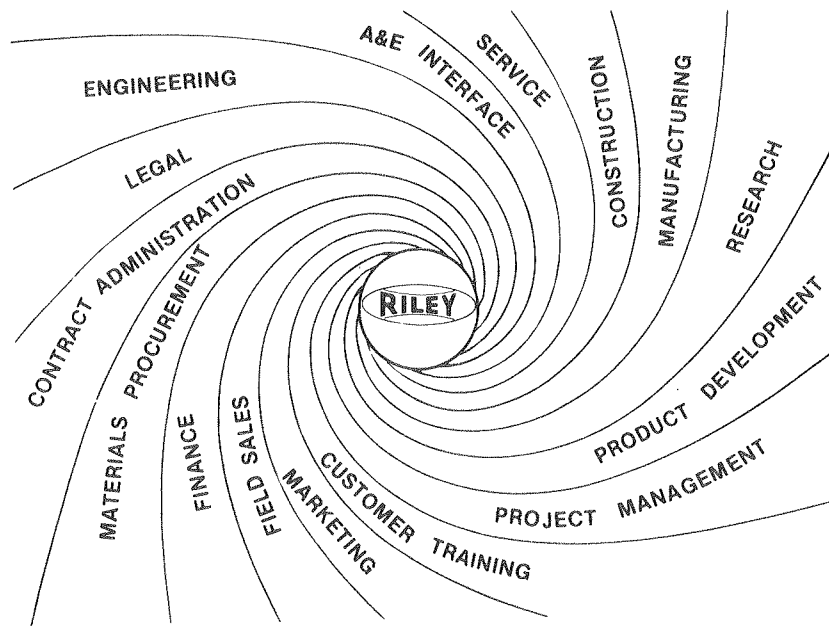 A&E INTERFACE
SERVICE
CONSTRUCTION
MANUFACTURING
RESEARCH
PRODUCT DEVELOPMENT
PROJECT MANAGEMENT
CUSTOMER TRAINING
MARKETING
FIELD SALES
FINANCE
MATERIALS PROCUREMENT
CONTRACT ADMINISTRATION
LEGAL
ENGINEERING
RILEY